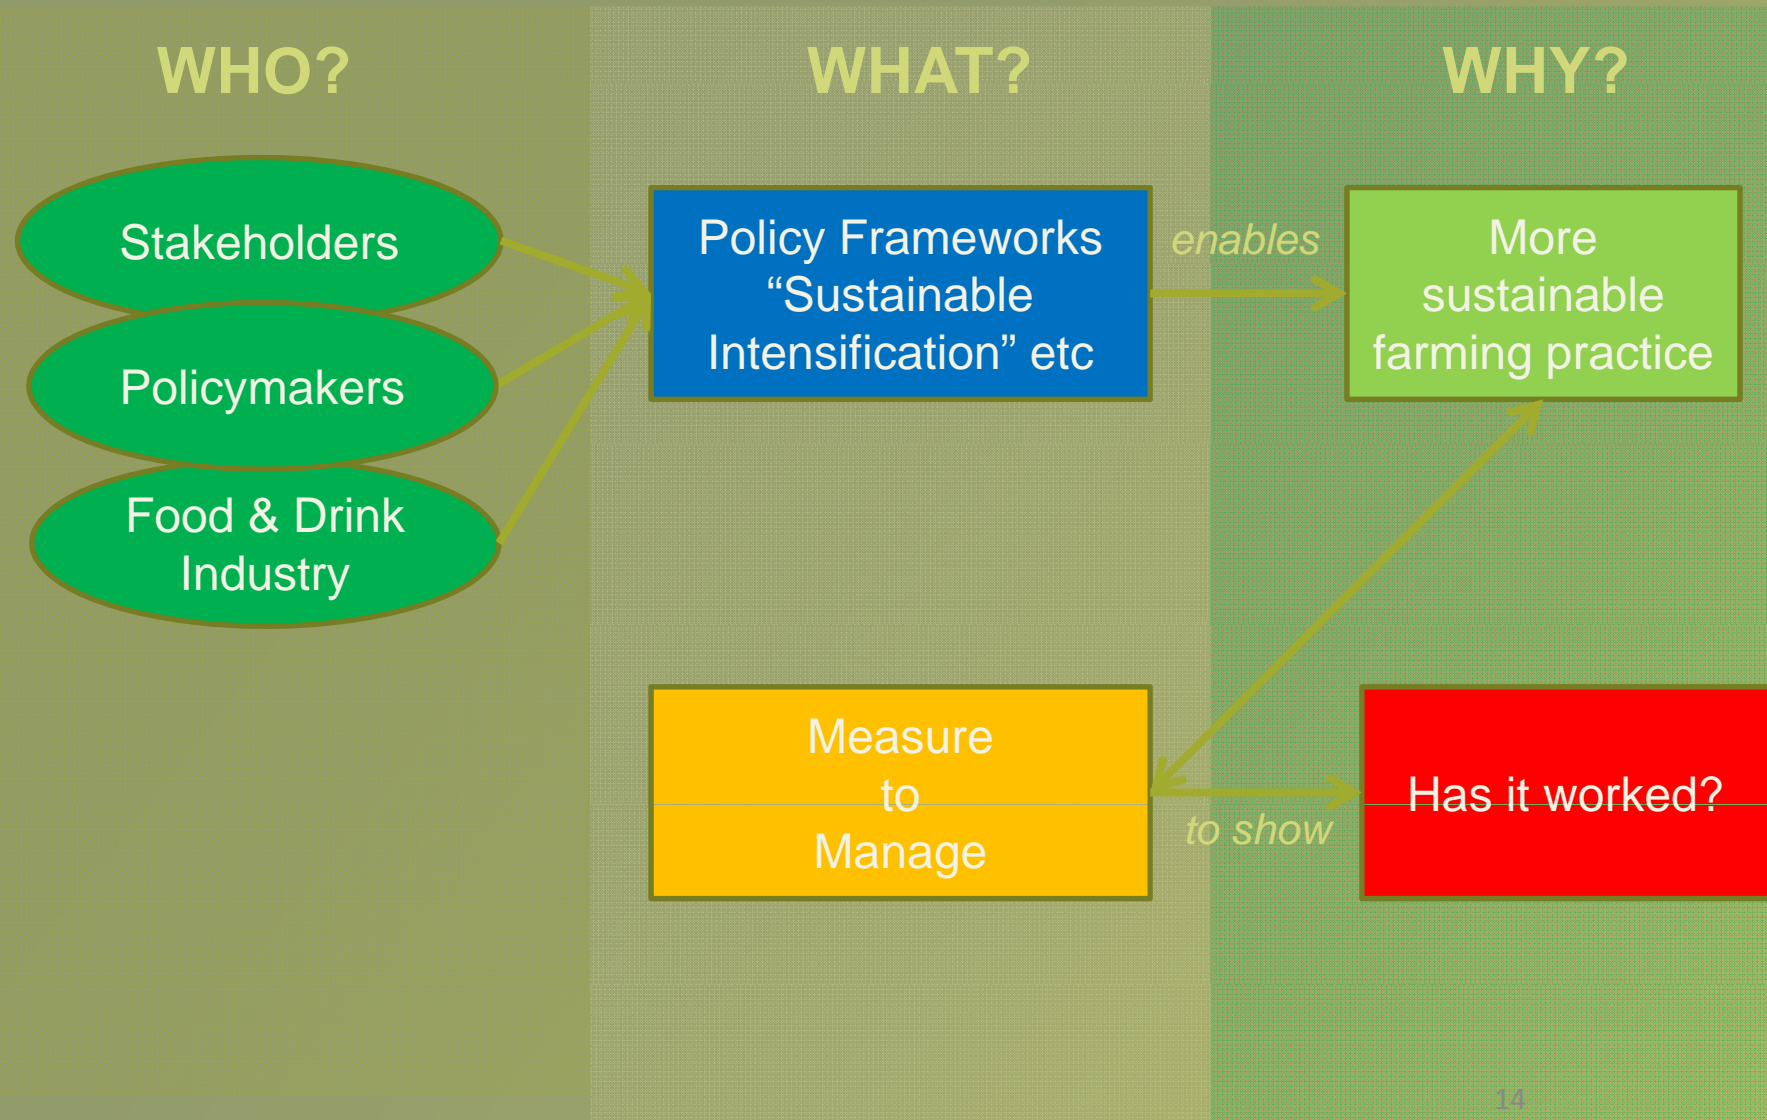 WHO?
WHAT?
WHY?
Stakeholders
Policymakers
Food & Drink
Industry
Policy Frameworks
“Sustainable
Intensification” etc
enables
More
sustainable
farming practice
Measure
to
Manage
to show
Has it worked?
14